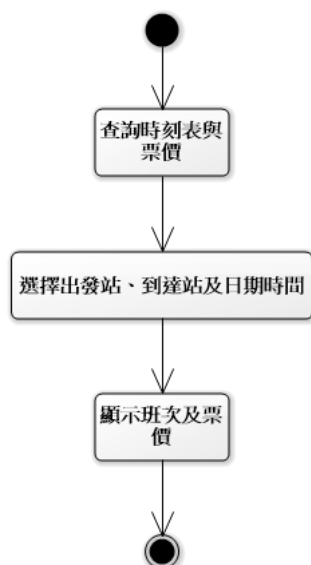 查詢時刻表與
票價
選擇出發站、到達站及日期時間
顯示班次及票
價